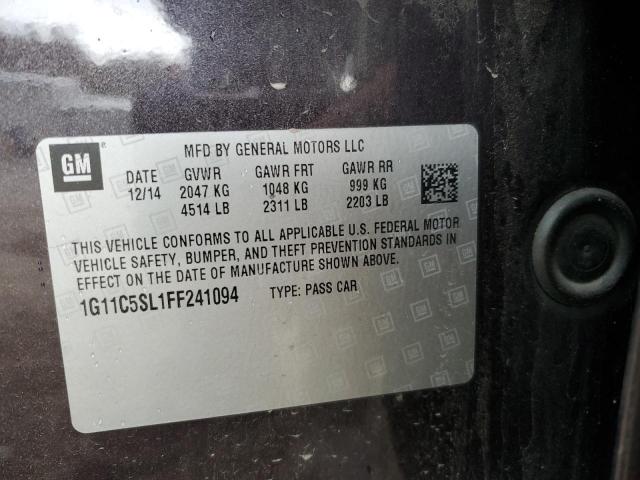 GM
MFD BY GENERAL MOTORS LLC
DATE GVWR GAWR FRT GAWR RR
12/14 2047 KG 1048 KG 999 KG
4514 LB 2311 LB 2203 LB
THIS VEHICLE CONFORMS TO ALL APPLICABLE U.S. FEDERAL MOTOR
VEHICLE SAFETY, BUMPER, AND THEFT PREVENTION STANDARDS IN
EFFECT ON THE DATE OF MANUFACTURE SHOWN ABOVE.
1G11C5SL1FF241094 TYPE: PASS CAR